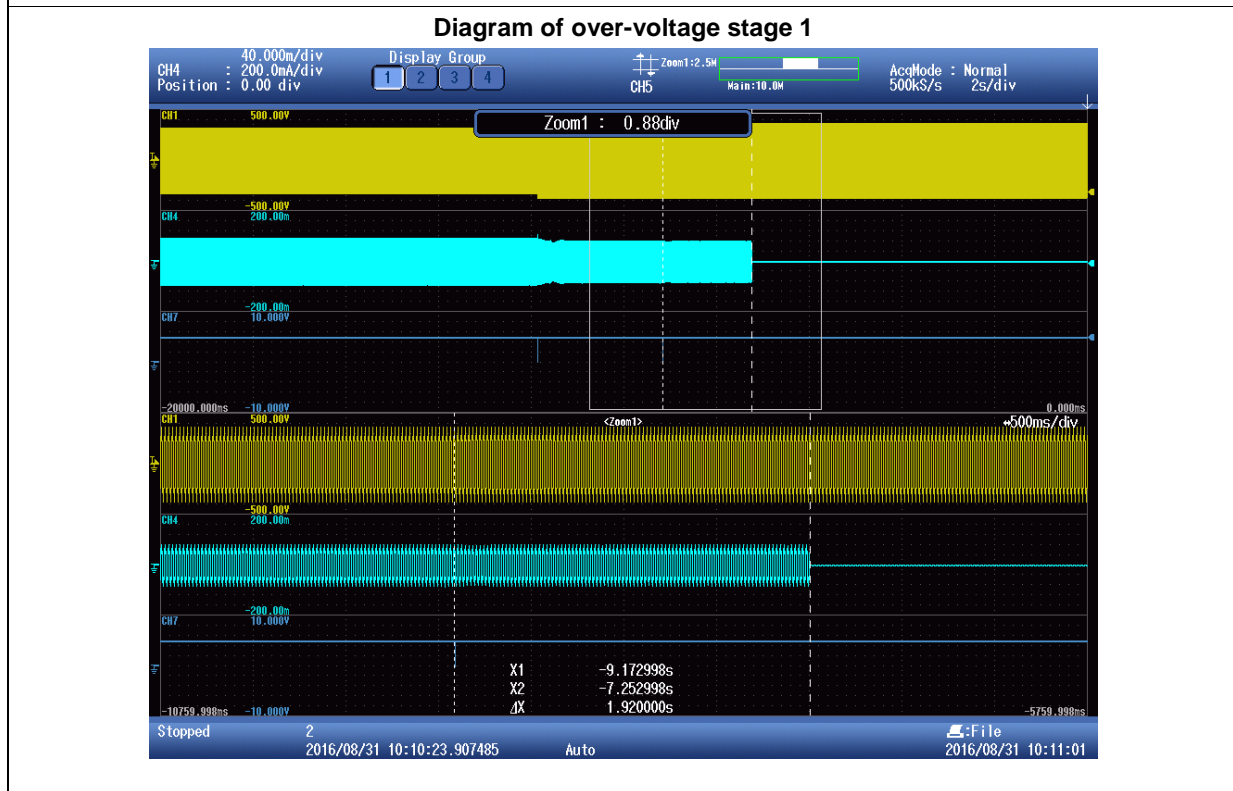 Diagram of over-voltage stage 1
40.000m/div
CH4 : 200.0mA/div
Position : 0.00 div
Display Group
1 2 3 4
Zoom1:2.5M
CH5
Main:10.0M
AcqMode : Normal
500kS/s 2s/div
CH1 500.00V
Zoom1 : 0.88div
-500.00V
CH4 200.00m
-200.00m
CH7 10.000V
-20000.000ms -10.000V 0.000ms
CH1 500.00V <Zoom1> 500ms/div
-500.00V
CH4 200.00m
-200.00m
CH7 10.000V
X1 -9.172998s
X2 -7.252998s
ΔX 1.920000s
-10759.998ms -10.000V -5759.998ms
Stopped 2 :File
2016/08/31 10:10:23.907485 Auto 2016/08/31 10:11:01